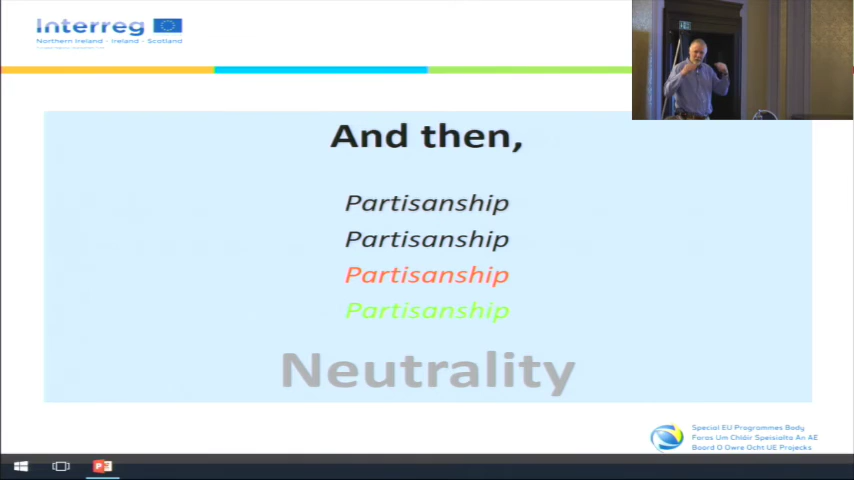 Interreg
Northern Ireland - Ireland - Scotland
And then,
Partisanship
Partisanship
Partisanship
Partisanship
Neutrality
Special EU Programmes Body
Foras Um Chláir Speisialta An AE
Boord O Owre Ocht UE Projecks